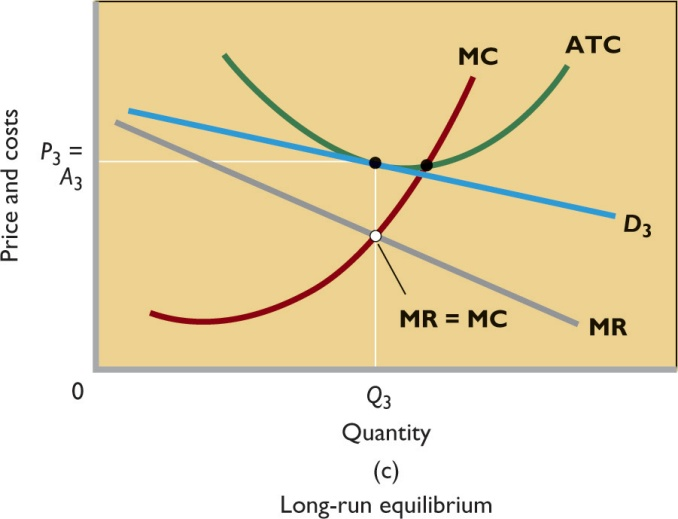 MC
ATC
Price and costs
P3 =
A3
D3
MR = MC
MR
0
Q3
Quantity
(c)
Long-run equilibrium